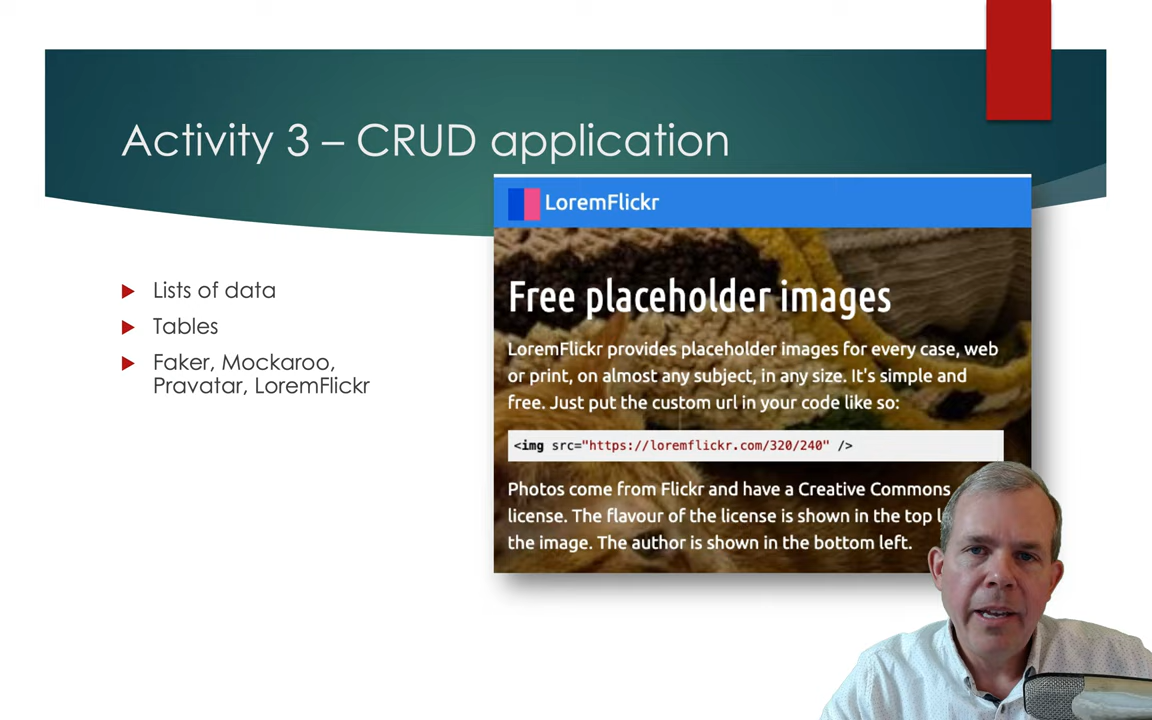 Activity 3 – CRUD application
Lists of data
Tables
Faker, Mockaroo,
Pravatar, LoremFlickr
LoremFlickr
Free placeholder images
LoremFlickr provides placeholder images for every case, web
or print, on almost any subject, in any size. It's simple and
free. Just put the custom url in your code like so:
<img src="https://loremflickr.com/320/240" />
Photos come from Flickr and have a Creative Commons
license. The flavour of the license is shown in the top
the image. The author is shown in the bottom left.